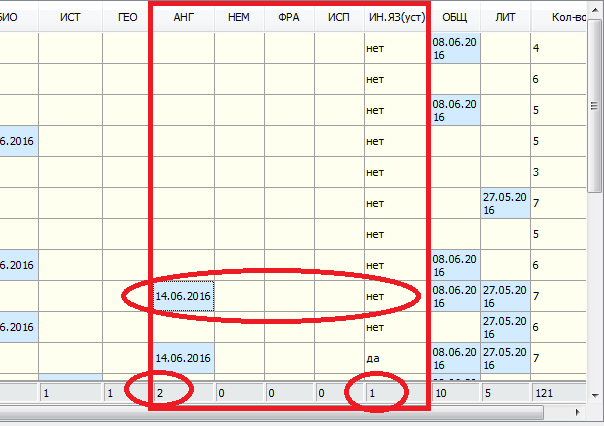 БИО ИСТ ГЕО АНГ НЕМ ФРА ИСП ИН.ЯЗ(уст) ОБЩ ЛИТ Кол-во
нет 08.06.2016 4
нет 6
нет 08.06.2016 5
6.2016 нет 5
нет 3
нет 27.05.2016 7
нет 5
6.2016 нет 08.06.2016 6
14.06.2016 нет 08.06.2016 27.05.2016 7
6.2016 нет 27.05.2016 6
14.06.2016 да 08.06.2016 27.05.2016 7
1 1 2 0 0 0 1 10 5 121